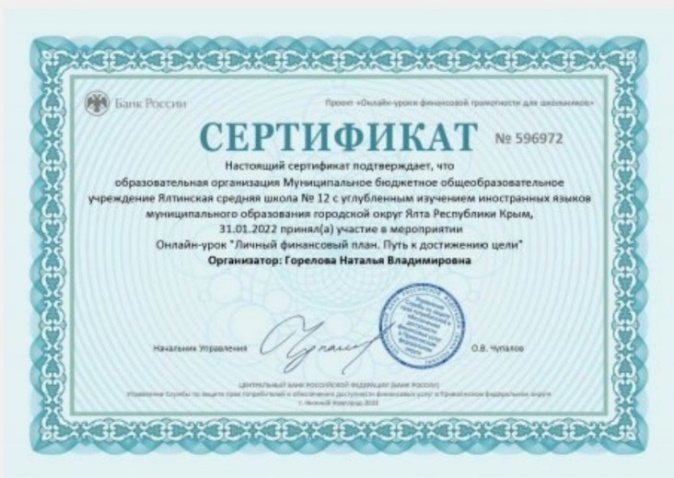 Банк России
Проект «Онлайн-уроки финансовой грамотности для школьников»
СЕРТИФИКАТ № 596972
Настоящий сертификат подтверждает, что
образовательная организация Муниципальное бюджетное общеобразовательное
учреждение Ялтинская средняя школа № 12 с углубленным изучением иностранных языков
муниципального образования городской округ Ялта Республики Крым,
31.01.2022 принял(а) участие в мероприятии
Онлайн-урок "Личный финансовый план. Путь к достижению цели"
Организатор: Горелова Наталья Владимировна
Начальник Управления
О.В. Чупалов
ЦЕНТРАЛЬНЫЙ БАНК РОССИЙСКОЙ ФЕДЕРАЦИИ (БАНК РОССИИ)
Управление Службы по защите прав потребителей и обеспечению доступности финансовых услуг в Приволжском федеральном округе
г. Нижний Новгород